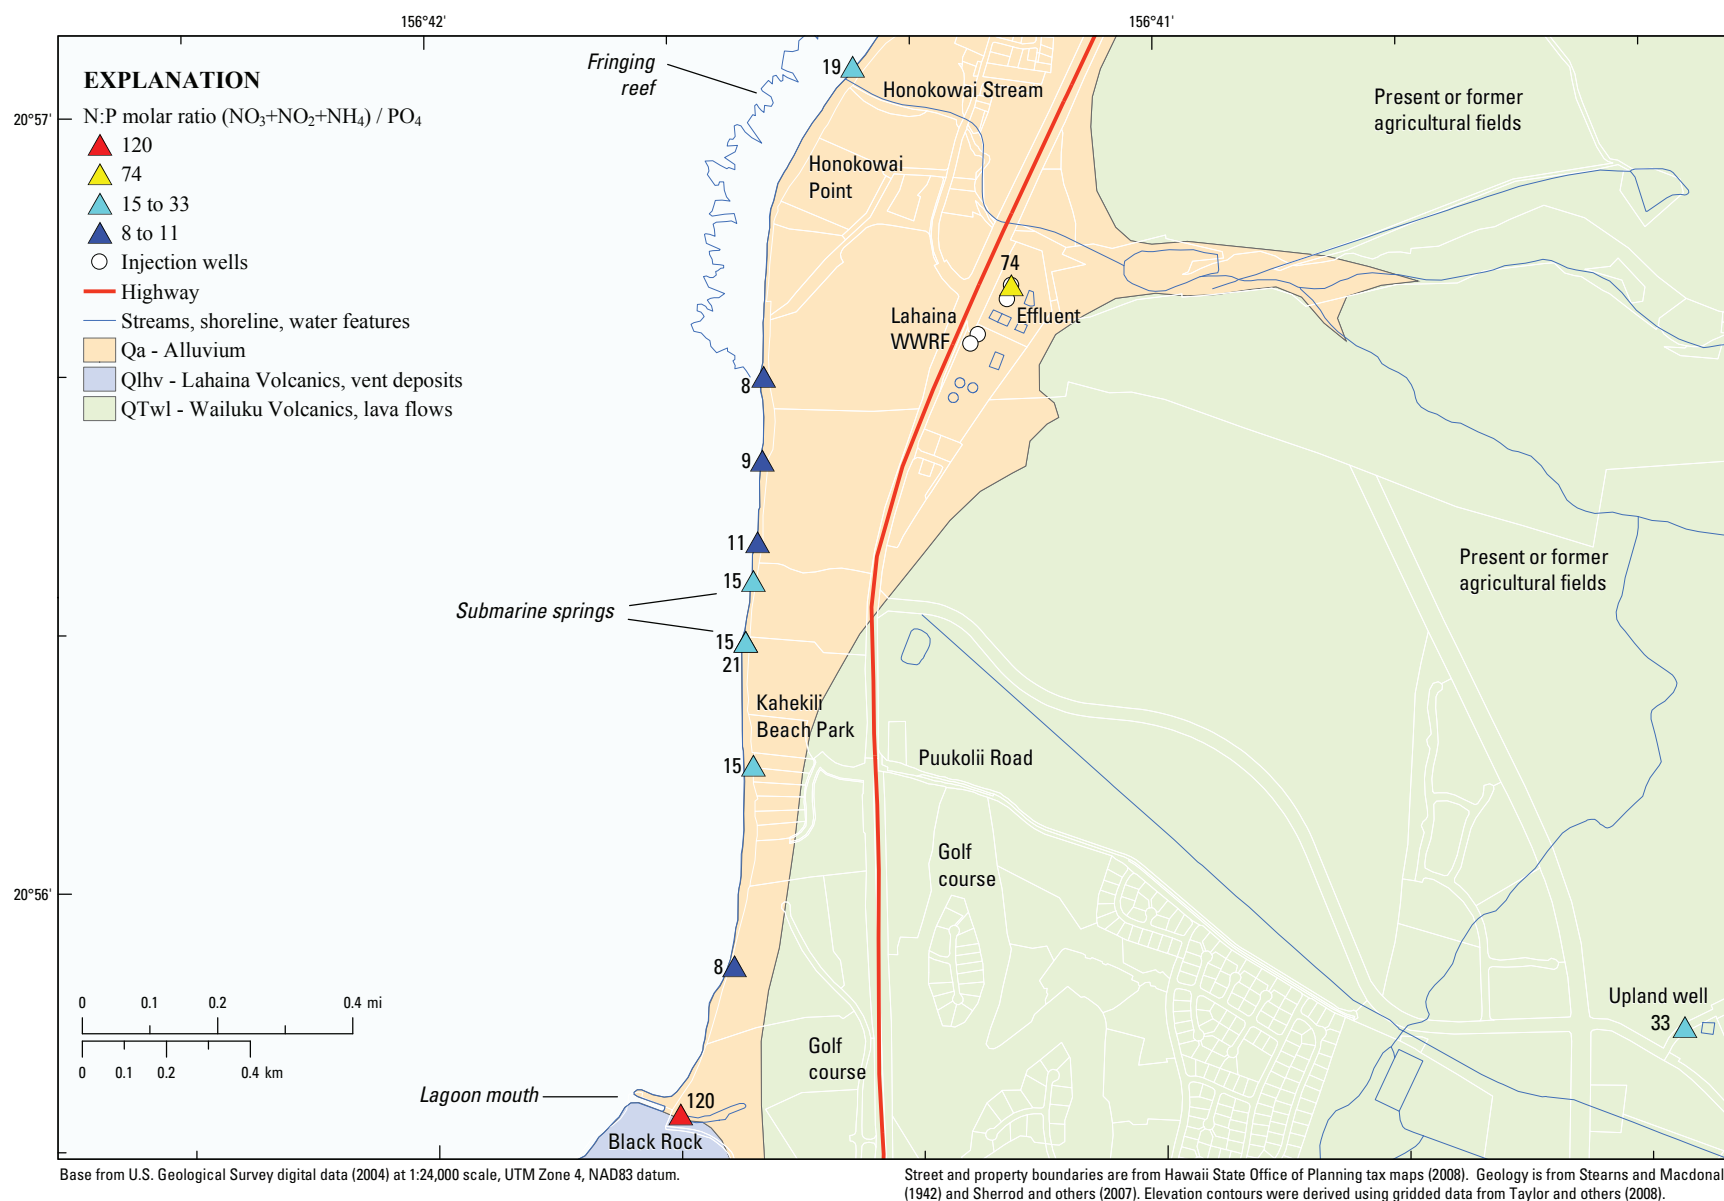 156°42'
156°41'
20°57'
20°56'
EXPLANATION
N:P molar ratio (NO3+NO2+NH4) / PO4
120
74
15 to 33
8 to 11
Injection wells
Highway
Streams, shoreline, water features
Qa - Alluvium
Qlhv - Lahaina Volcanics, vent deposits
QTwl - Wailuku Volcanics, lava flows
Fringing
reef
19
Honokowai Stream
Present or former
agricultural fields
Honokowai
Point
74
Lahaina
WWRF
Effluent
8
9
11
15
Submarine springs
15
21
Present or former
agricultural fields
Kahekili
Beach Park
15
Puukolii Road
Golf
course
8
Upland well
33
Golf
course
0 0.1 0.2 0.4 mi
0 0.1 0.2 0.4 km
Lagoon mouth
120
Black Rock
Base from U.S. Geological Survey digital data (2004) at 1:24,000 scale, UTM Zone 4, NAD83 datum.
Street and property boundaries are from Hawaii State Office of Planning tax maps (2008). Geology is from Stearns and Macdonal
(1942) and Sherrod and others (2007). Elevation contours were derived using gridded data from Taylor and others (2008).